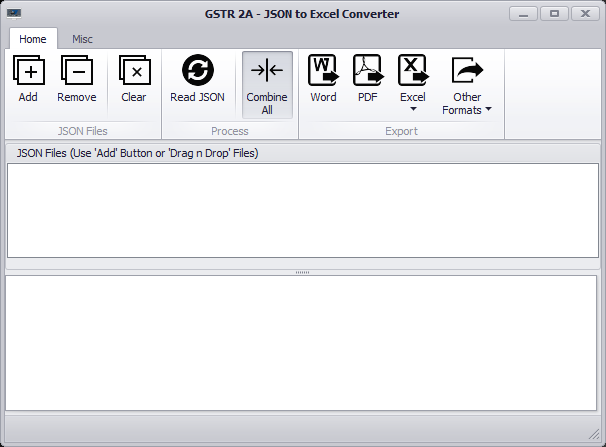 GSTR 2A - JSON to Excel Converter
Home Misc
Add Remove Clear Read JSON Combine All Word PDF Excel Other Formats
JSON Files Process Export
JSON Files (Use 'Add' Button or 'Drag n Drop' Files)